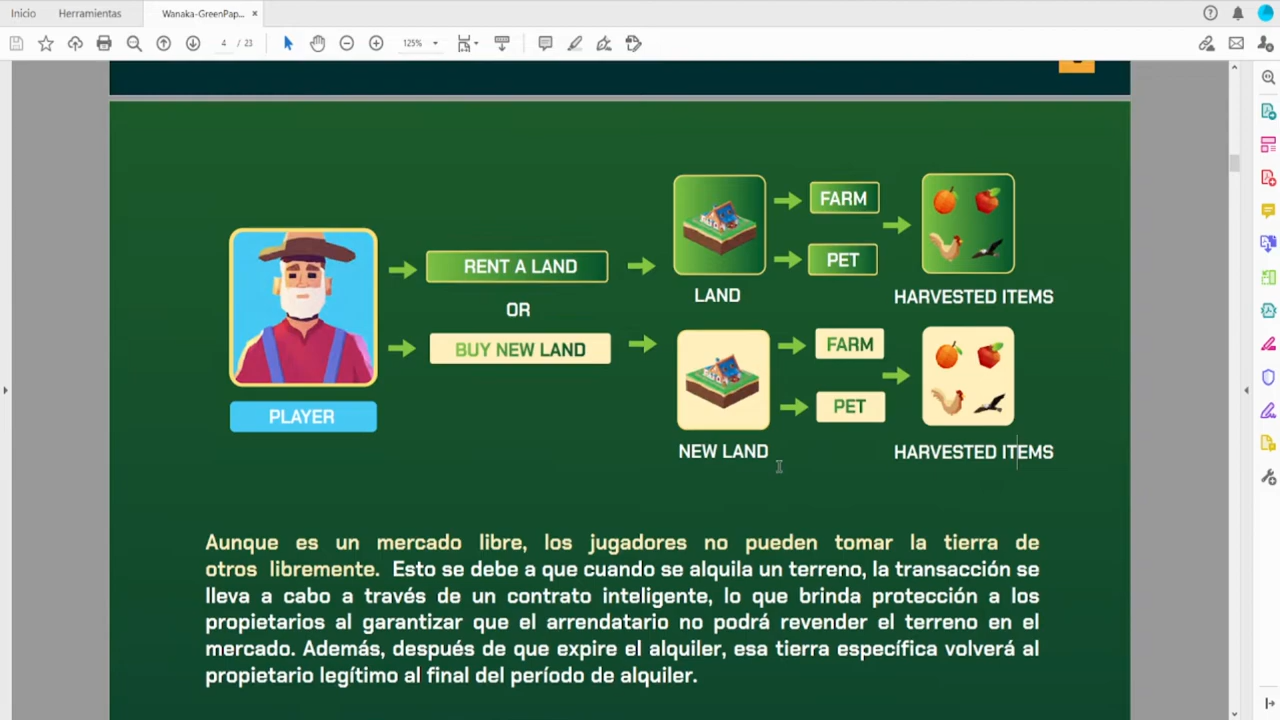 Inicio
Herramientas
Wanaka-GreenPap...
×
4 / 23
125%
RENT A LAND
OR
BUY NEW LAND
PLAYER
LAND
FARM
PET
HARVESTED ITEMS
NEW LAND
FARM
PET
HARVESTED ITEMS
Aunque es un mercado libre, los jugadores no pueden tomar la tierra de
otros libremente. Esto se debe a que cuando se alquila un terreno, la transacción se
lleva a cabo a través de un contrato inteligente, lo que brinda protección a los
propietarios al garantizar que el arrendatario no podrá revender el terreno en el
mercado. Además, después de que expire el alquiler, esa tierra específica volverá al
propietario legítimo al final del período de alquiler.